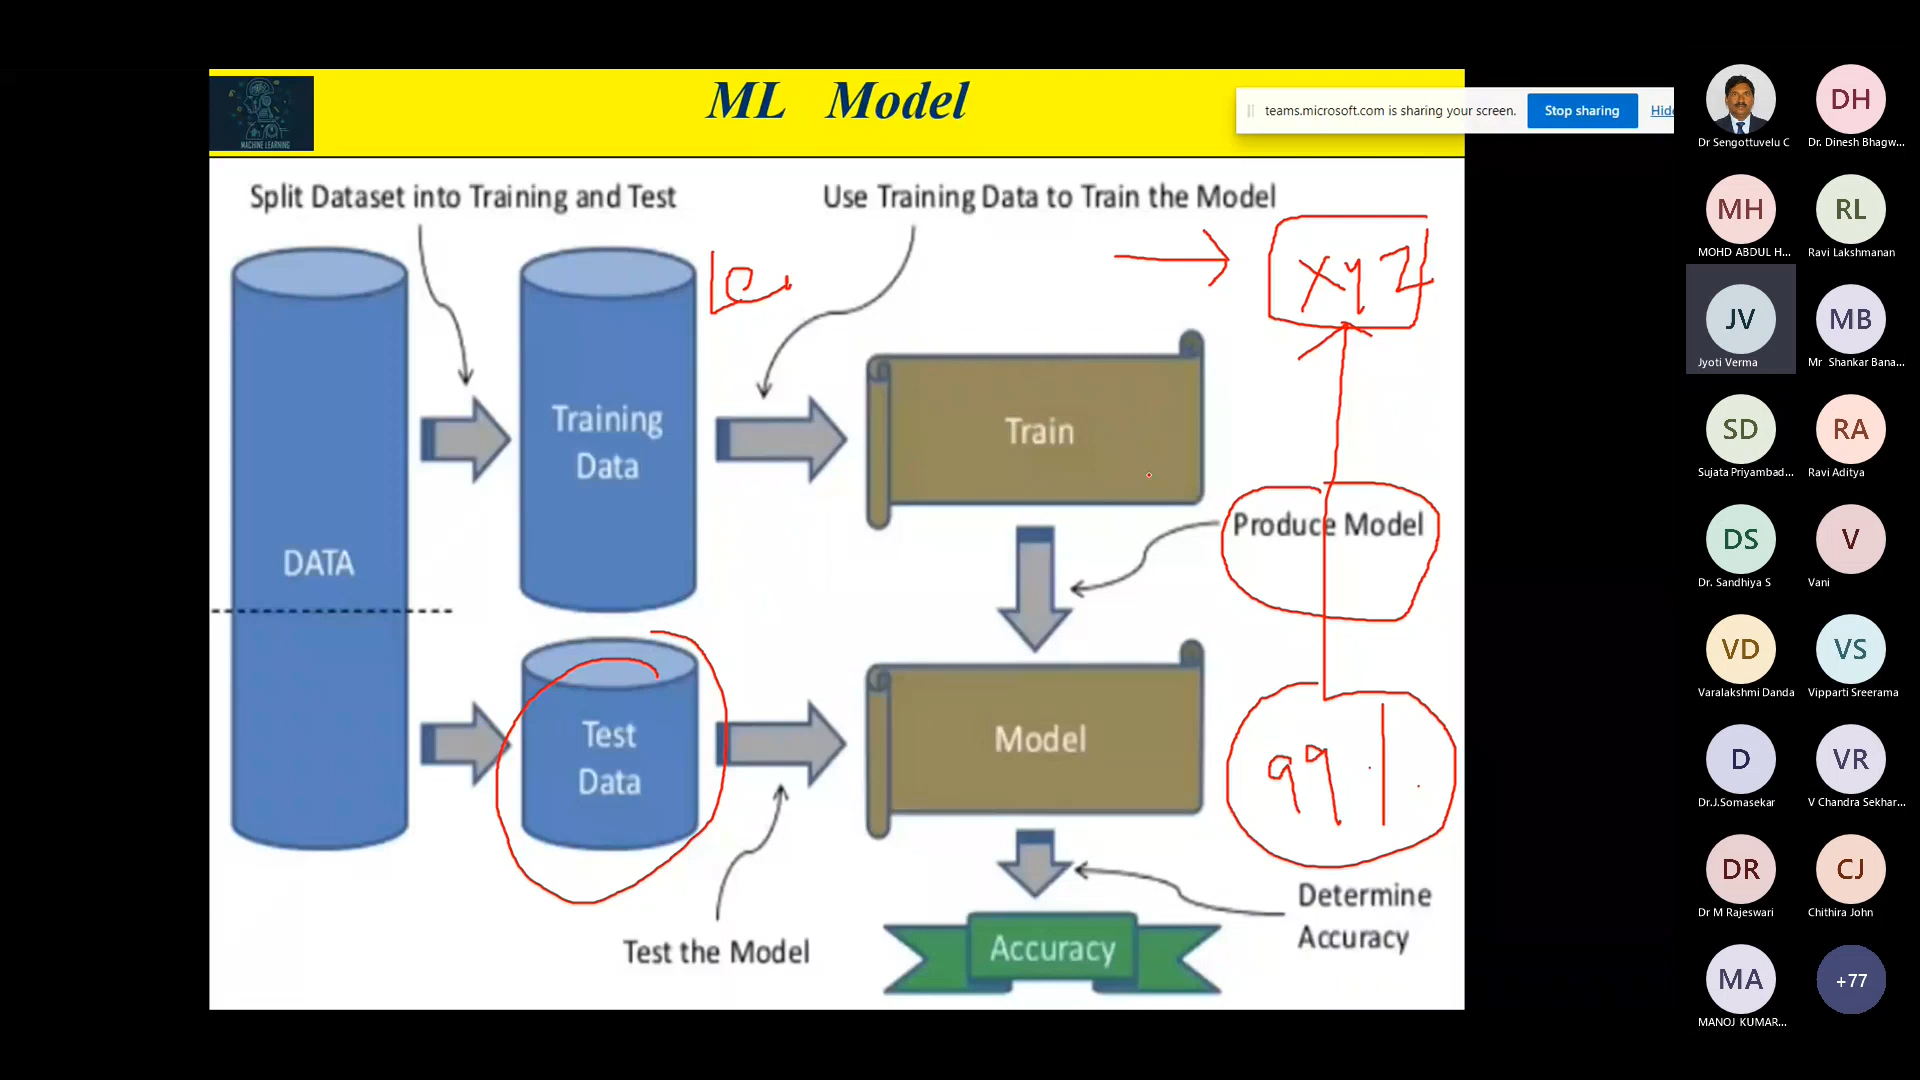 ML Model
MACHINE LEARNING
teams.microsoft.com is sharing your screen.
Stop sharing
Hide
Split Dataset into Training and Test
Use Training Data to Train the Model
xyz
Training
Data
Train
DATA
Produce Model
Test
Data
Model
99%
Test the Model
Determine
Accuracy
Accuracy
Dr Sengottuvelu C
DH
Dr. Dinesh Bhagw...
MH
MOHD ABDUL H...
RL
Ravi Lakshmanan
JV
Jyoti Verma
MB
Mr Shankar Bana...
SD
Sujata Priyambad...
RA
Ravi Aditya
DS
Dr. Sandhiya S
V
Vani
VD
Varalakshmi Danda
VS
Vipparti Sreerama
D
Dr.J.Somasekar
VR
V Chandra Sekhar...
DR
Dr M Rajeswari
CJ
Chithira John
MA
MANOJ KUMAR...
+77